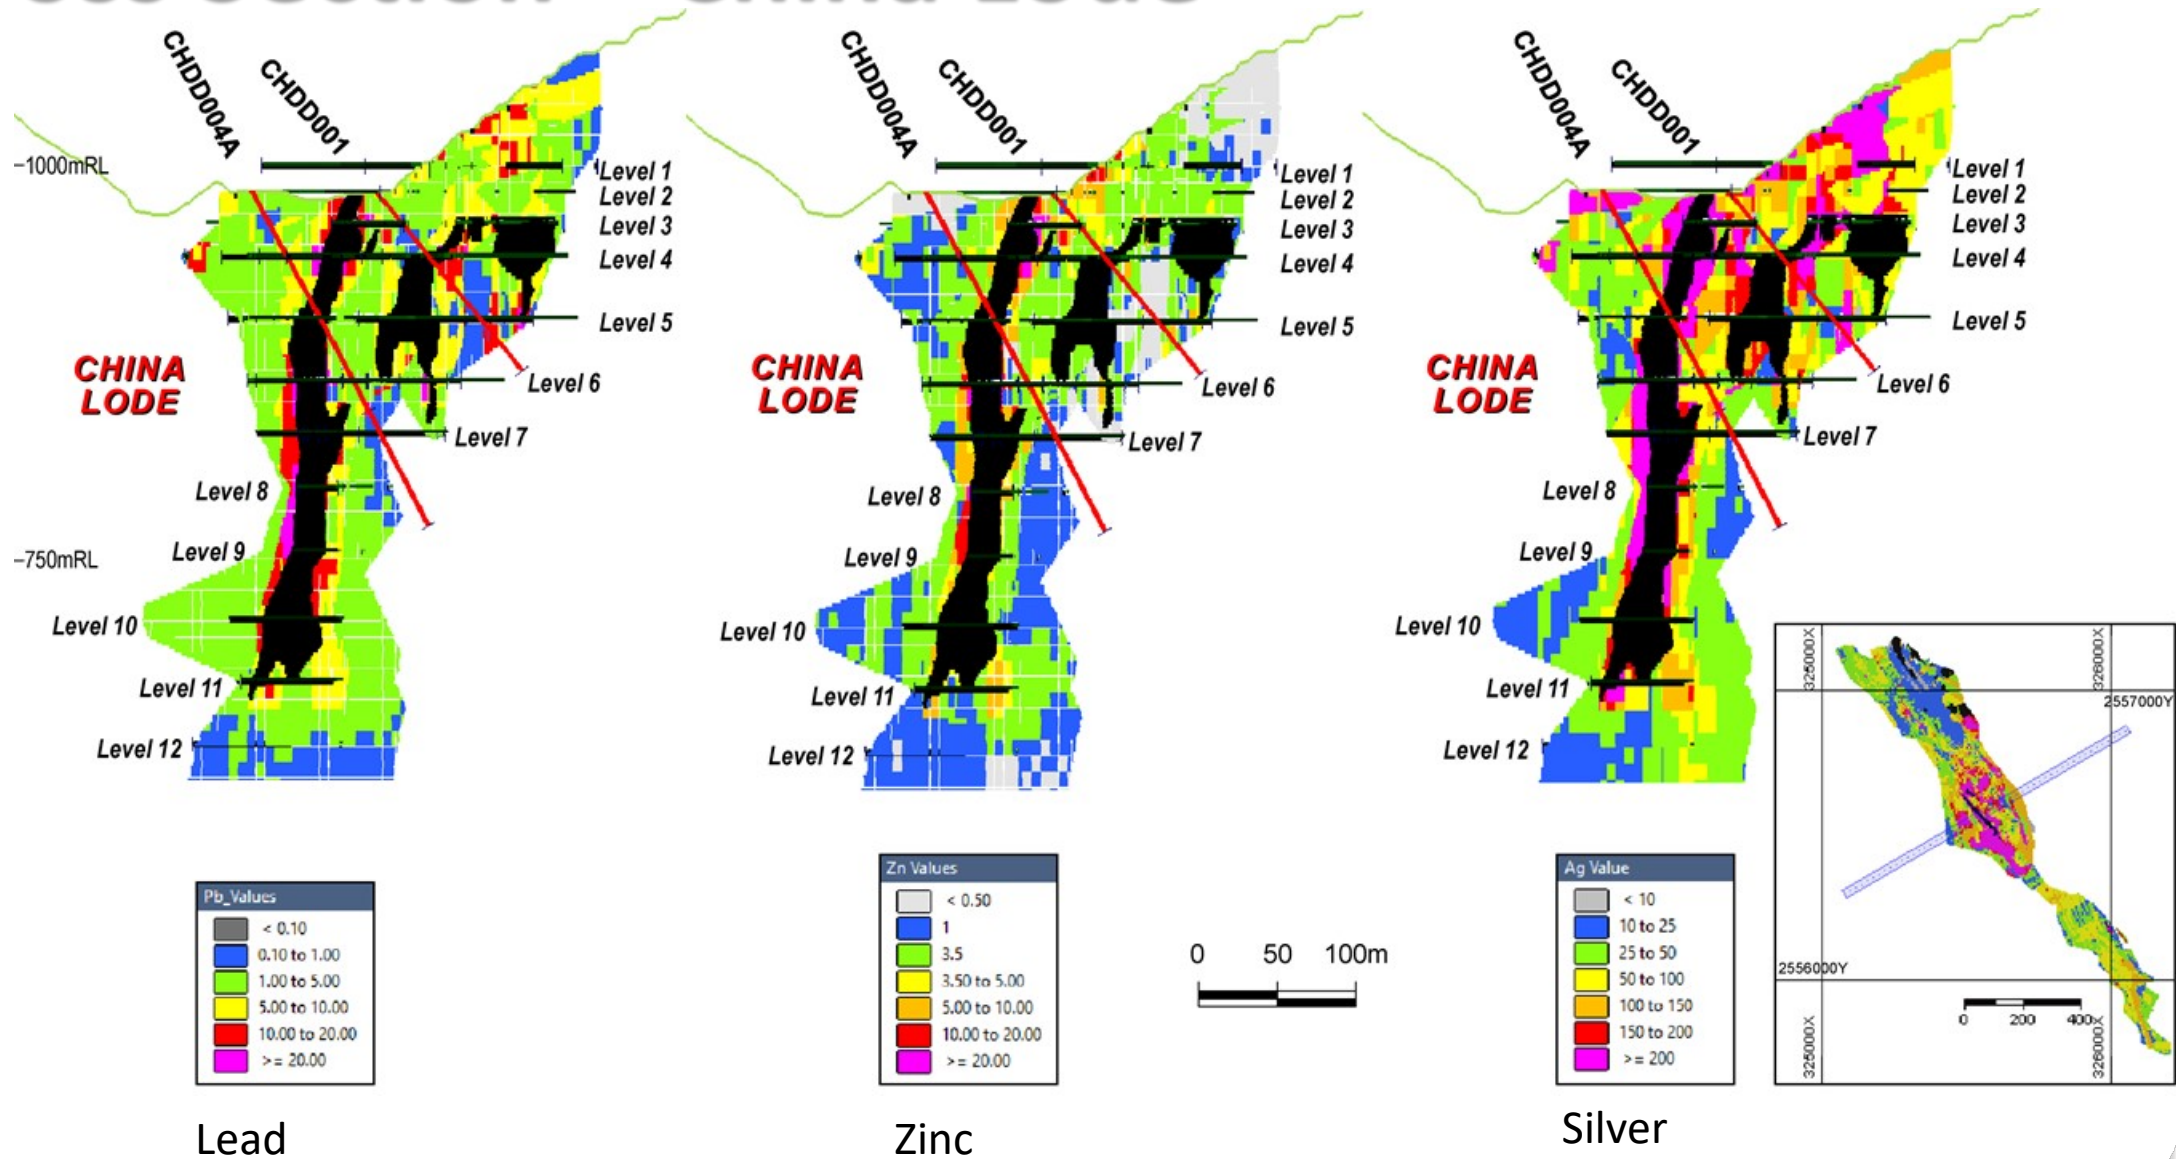 CHDD004A
CHDD001
–1000mRL
Level 1
Level 2
Level 3
Level 4
Level 5
CHINA
LODE
Level 6
Level 7
Level 8
Level 9
–750mRL
Level 10
Level 11
Level 12
Pb_Values
< 0.10
0.10 to 1.00
1.00 to 5.00
5.00 to 10.00
10.00 to 20.00
>= 20.00
Lead
CHDD004A
CHDD001
Level 1
Level 2
Level 3
Level 4
Level 5
CHINA
LODE
Level 6
Level 7
Level 8
Level 9
Level 10
Level 11
Level 12
Zn Values
< 0.50
1
3.5
3.50 to 5.00
5.00 to 10.00
10.00 to 20.00
>= 20.00
0 50 100m
Zinc
CHDD004A
CHDD001
Level 1
Level 2
Level 3
Level 4
Level 5
CHINA
LODE
Level 6
Level 7
Level 8
Level 9
Level 10
Level 11
Level 12
Ag Value
< 10
10 to 25
25 to 50
50 to 100
100 to 150
150 to 200
>= 200
Silver
325000X
326000X
2557000Y
2556000Y
0 200 400
325000X
326000X